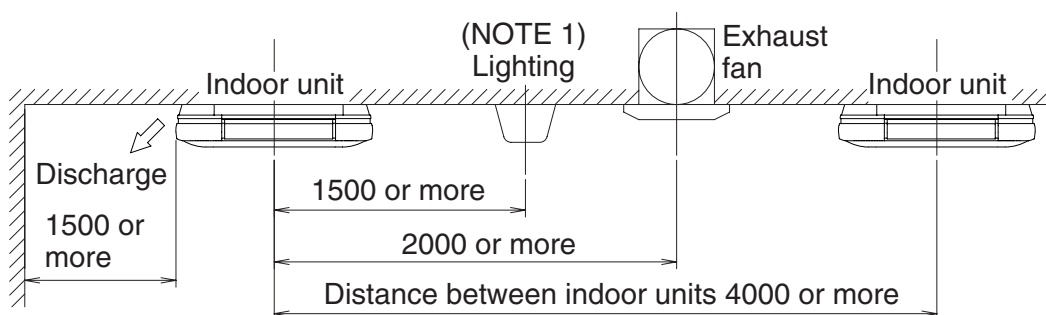 (NOTE 1)
Lighting
Exhaust
fan
Indoor unit
Indoor unit
Discharge
1500 or
more
1500 or more
2000 or more
Distance between indoor units 4000 or more